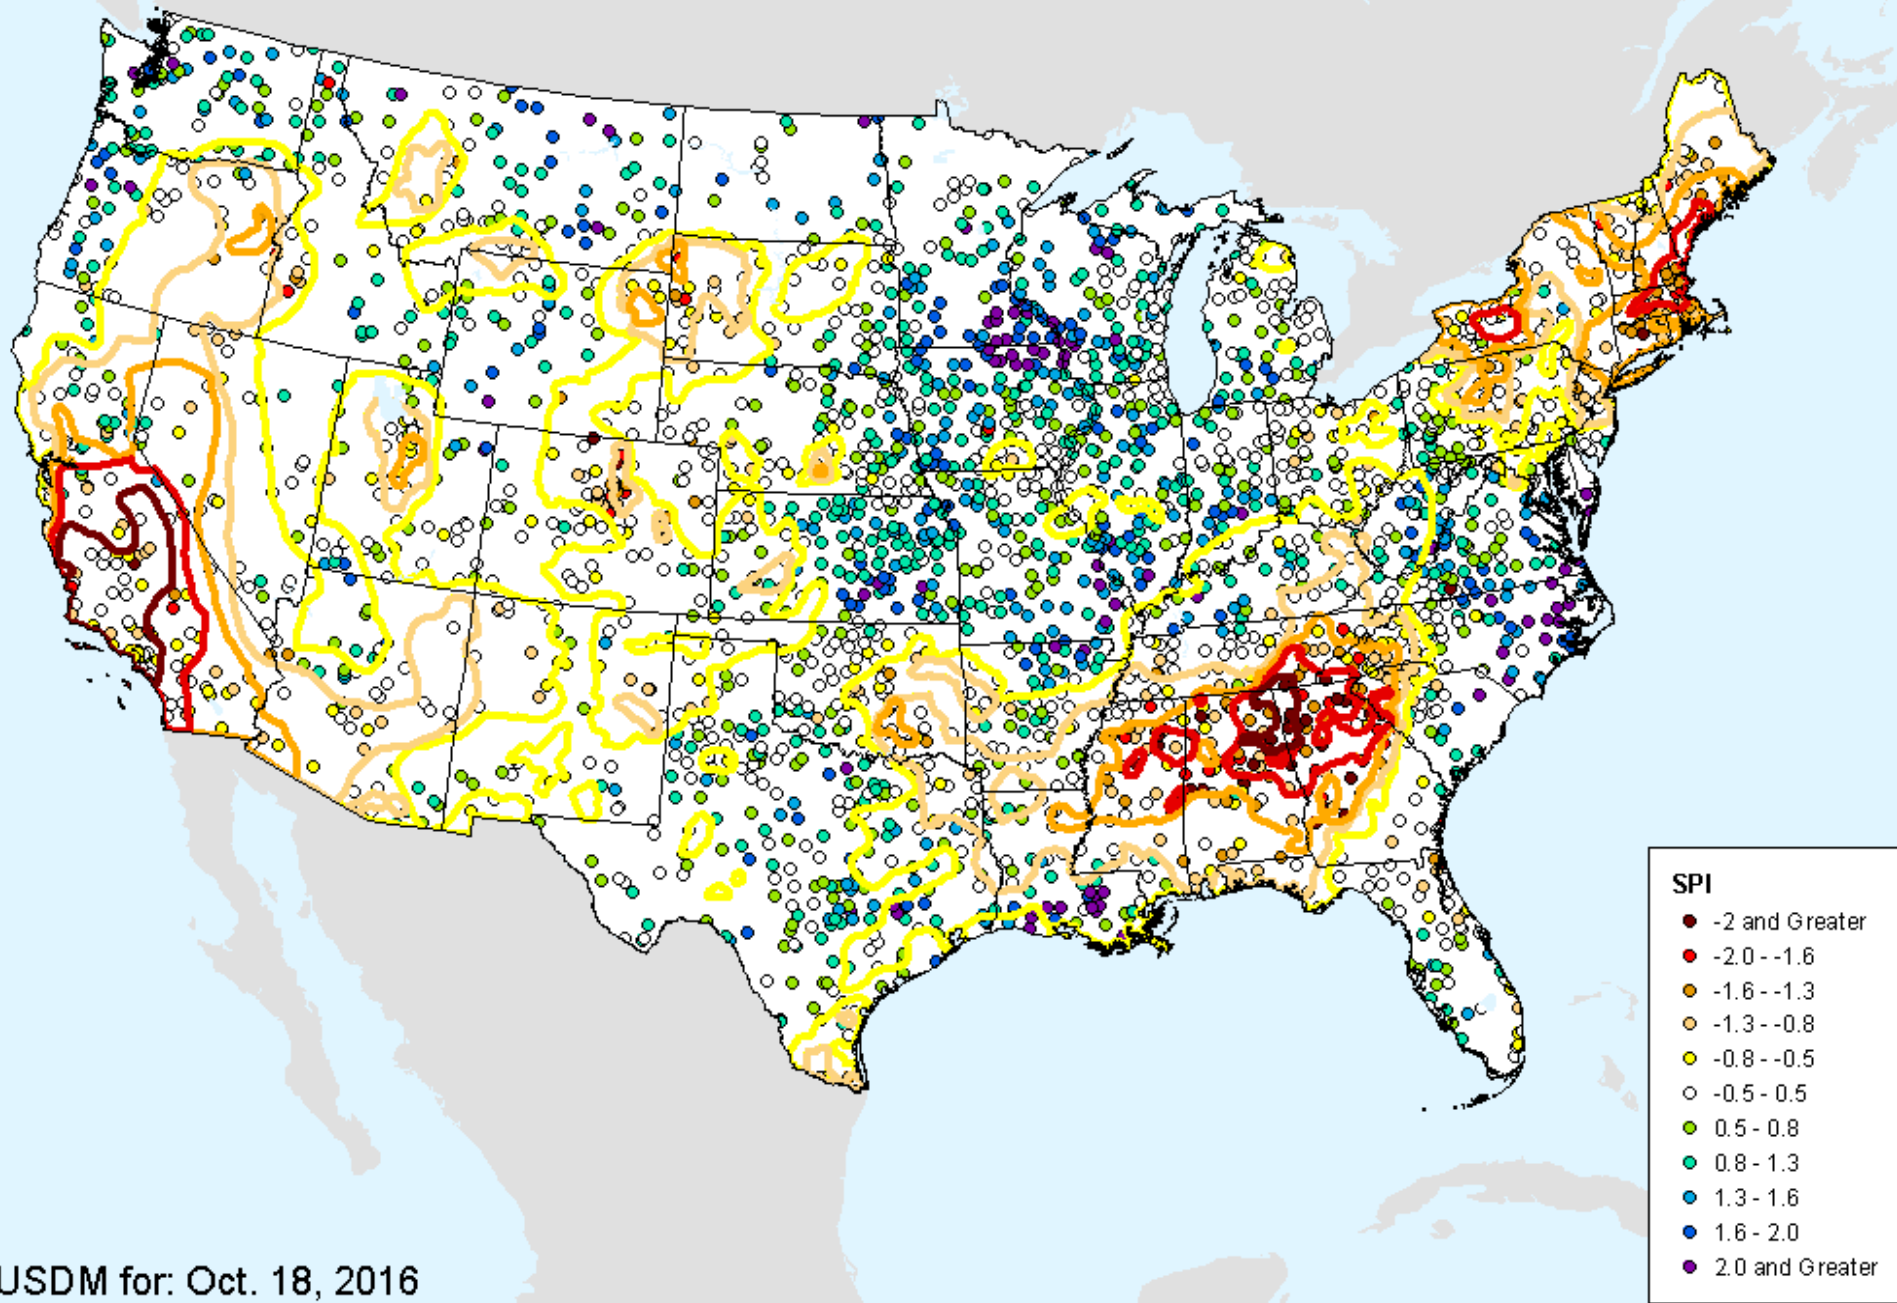 SPI
-2 and Greater
-2.0 - -1.6
-1.6 - -1.3
-1.3 - -0.8
-0.8 - -0.5
-0.5 - 0.5
0.5 - 0.8
0.8 - 1.3
1.3 - 1.6
1.6 - 2.0
2.0 and Greater
USDM for: Oct. 18, 2016